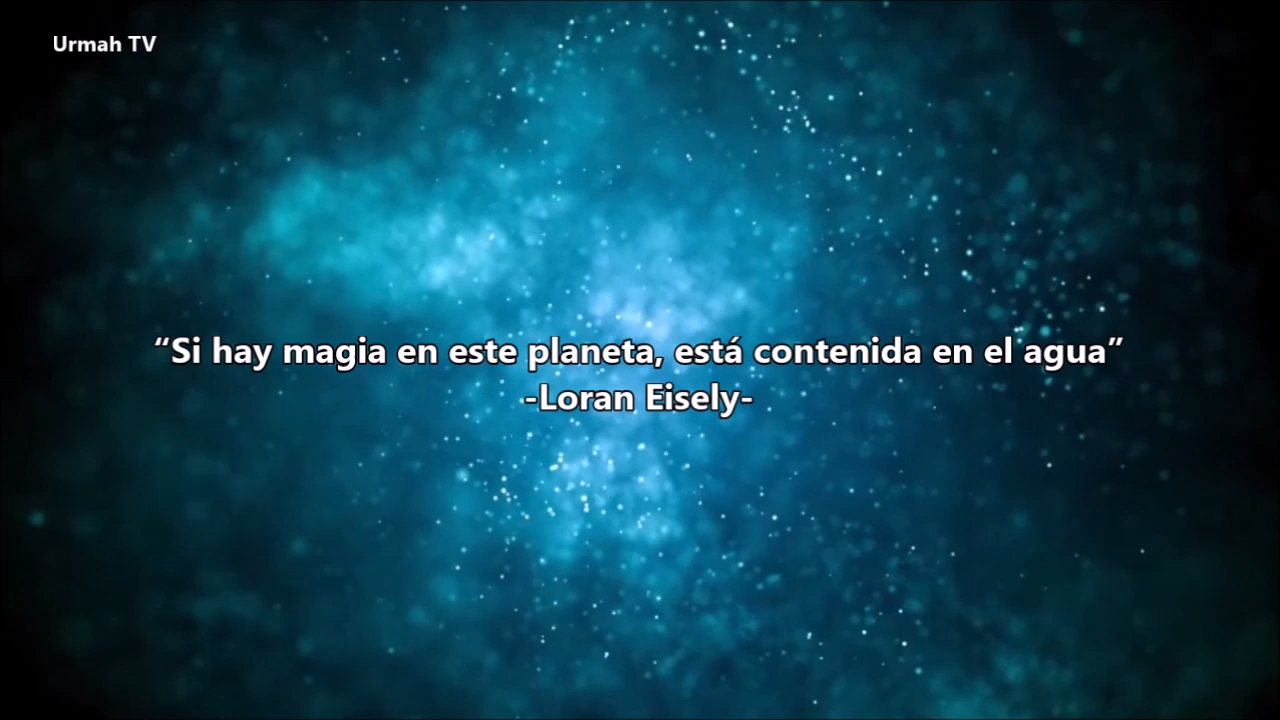 Urmah TV
“Si hay magia en este planeta, está contenida en el agua”
-Loran Eisely-